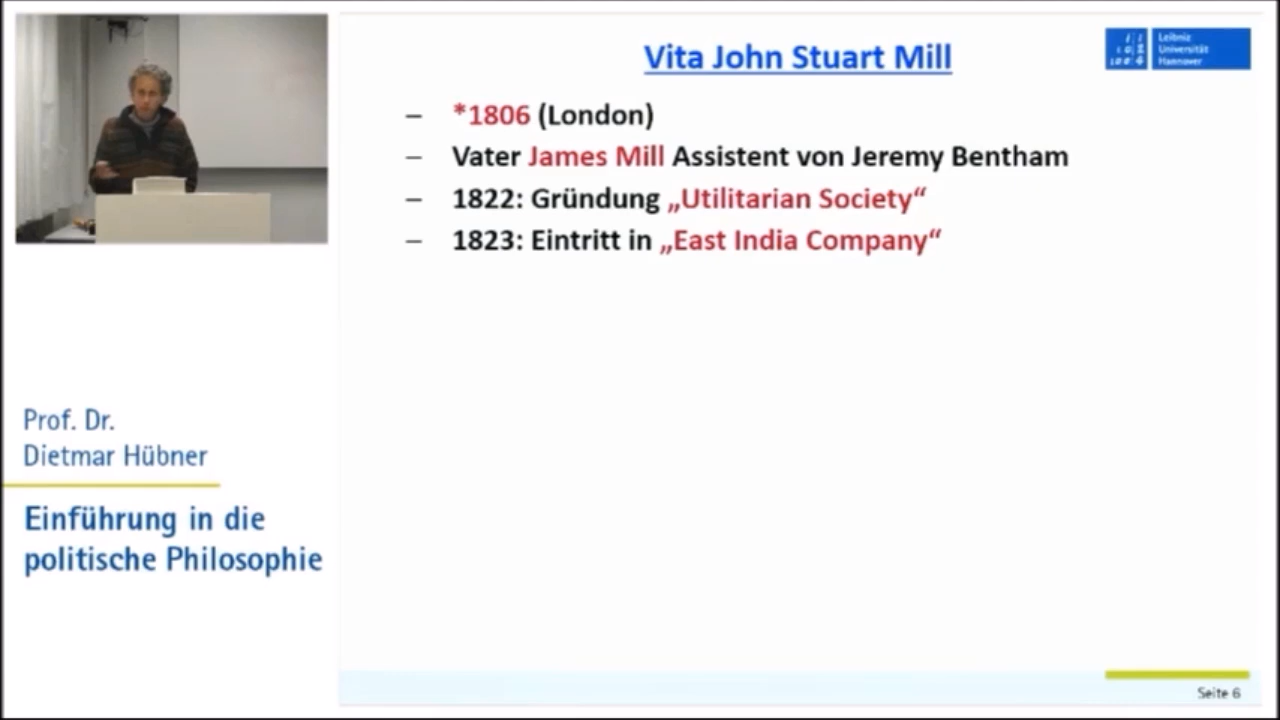 Vita John Stuart Mill
Leibniz
Universität
Hannover
– *1806 (London)
– Vater James Mill Assistent von Jeremy Bentham
– 1822: Gründung „Utilitarian Society“
– 1823: Eintritt in „East India Company“
Prof. Dr.
Dietmar Hübner
Einführung in die
politische Philosophie
Seite 6